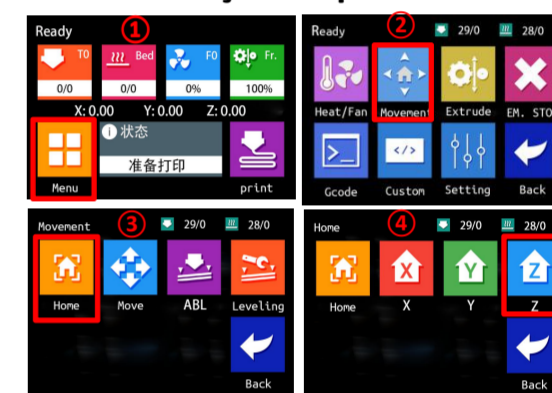 ①
Ready
T0
Bed
F0
Fr.
0/0
0/0
0%
100%
X: 0.00 Y: 0.00 Z: 0.00
状态
准备打印
Menu
print
②
Ready
29/0
28/0
Heat/Fan
Movement
Extrude
EM. STO
Gcode
Custom
Setting
Back
③
Movement
29/0
28/0
Home
Move
ABL
Leveling
Back
④
Home
29/0
28/0
Home
X
X
Y
Y
Z
Z
Back